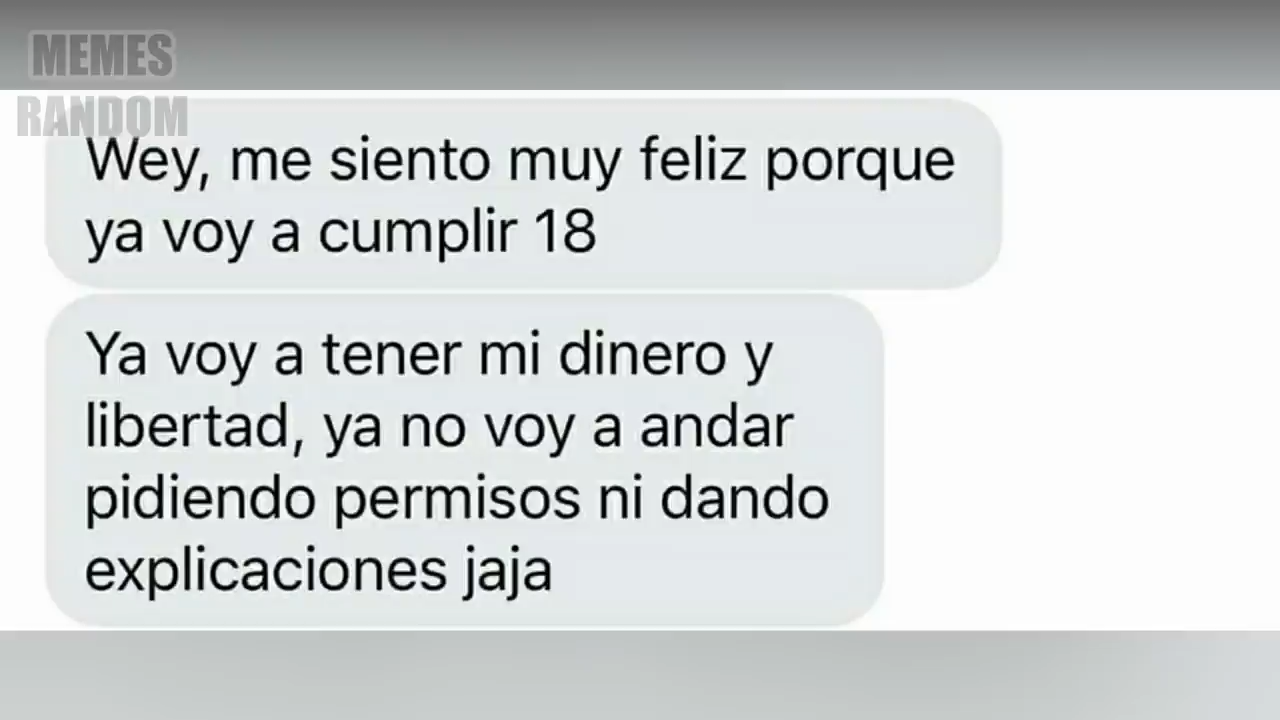 MEMES
RANDOM
Wey, me siento muy feliz porque
ya voy a cumplir 18
Ya voy a tener mi dinero y
libertad, ya no voy a andar
pidiendo permisos ni dando
explicaciones jaja